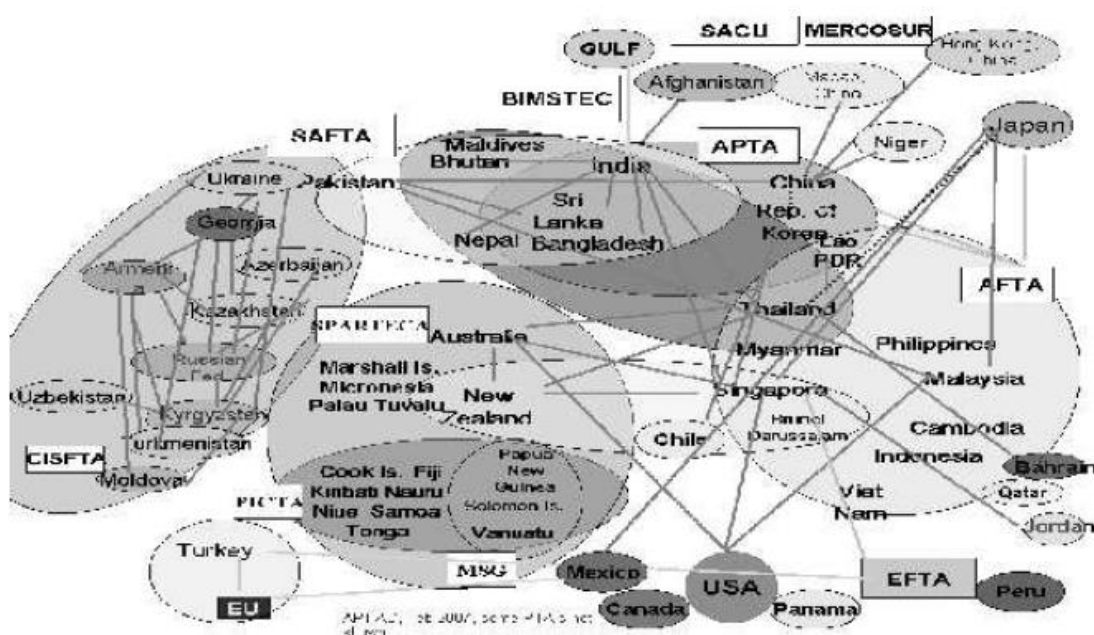 SACU
MERCOSUR
GULF
Hong Kong
China
Afghanistan
China
BIMSTEC
Japan
SAFTA
Maldives
Bhutan
India
APTA
Niger
Ukraine
Pakistan
China
Sri
Lanka
Rep. of
Korea
Georgia
Nepal
Bangladesh
Lao
PDR
Armenia
Azerbaijan
AFTA
Kazakhstan
SPARTECA
Australia
Thailand
Russian
Fed
Marshall Is.
Micronesia
Palau Tuvalu
Myanmar
Philippines
Malaysia
Uzbekistan
New
Zealand
Singapore
Kyrgyzstan
Brunei
Darussalam
Chile
Cambodia
Turkmenistan
CISFTA
Moldova
Indonesia
Papua
New
Guinea
Solomon Is.
Vanuatu
Cook Is. Fiji
Kiribati Nauru
Niue Samoa
Tonga
Bahrain
Qatar
Viet
Nam
PICTA
Jordan
Turkey
MSG
Mexico
USA
EFTA
Peru
EU
Canada
Panama